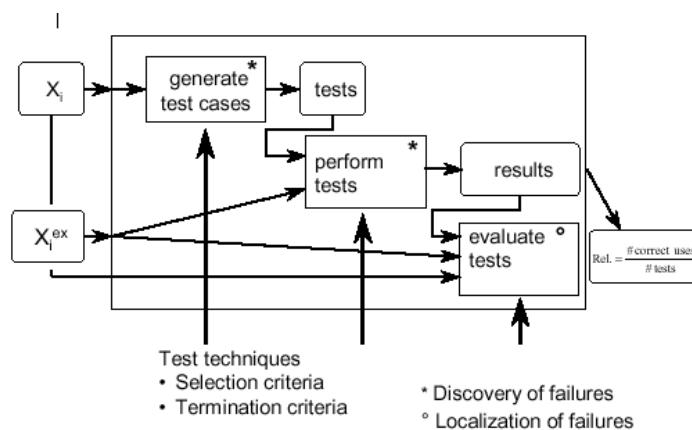 I
X_i
generate *
test cases
tests
perform *
tests
results
X_i^ex
evaluate °
tests
Rel. = #correct uses / # tests
Test techniques
• Selection criteria
• Termination criteria
* Discovery of failures
° Localization of failures